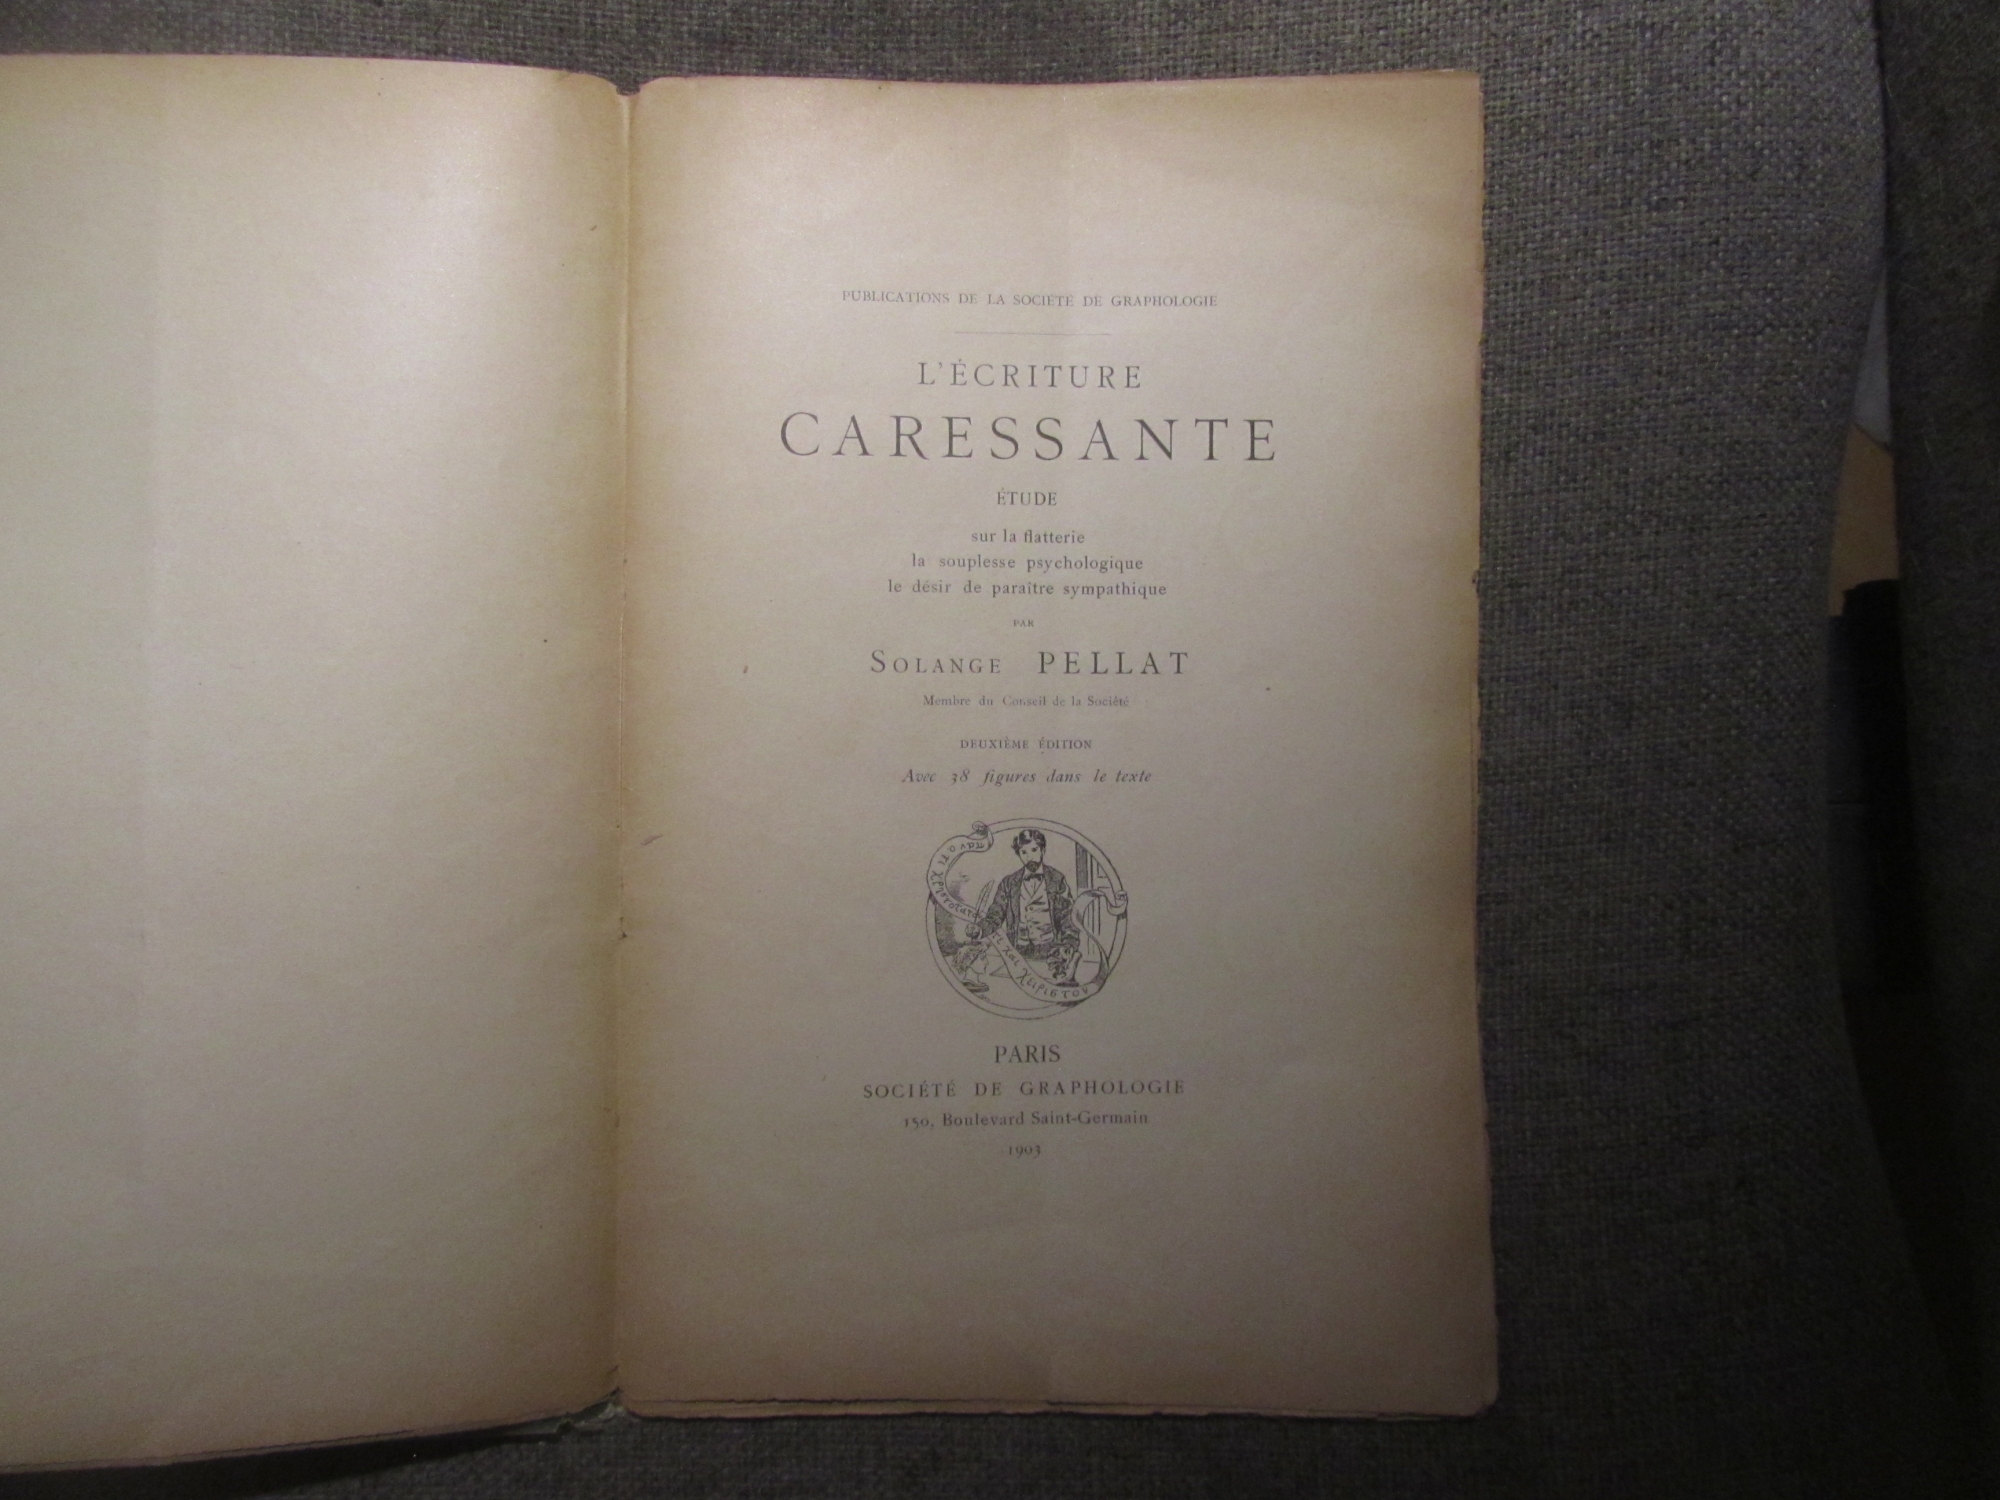 PUBLICATIONS DE LA SOCIÉTÉ DE GRAPHOLOGIE
L'ÉCRITURE
CARESSANTE
ÉTUDE
sur la flatterie
la souplesse psychologique
le désir de paraître sympathique
PAR
SOLANGE PELLAT
Membre du Conseil de la Société
DEUXIÈME ÉDITION
Avec 38 figures dans le texte
PARIS
SOCIÉTÉ DE GRAPHOLOGIE
150, Boulevard Saint-Germain
1903